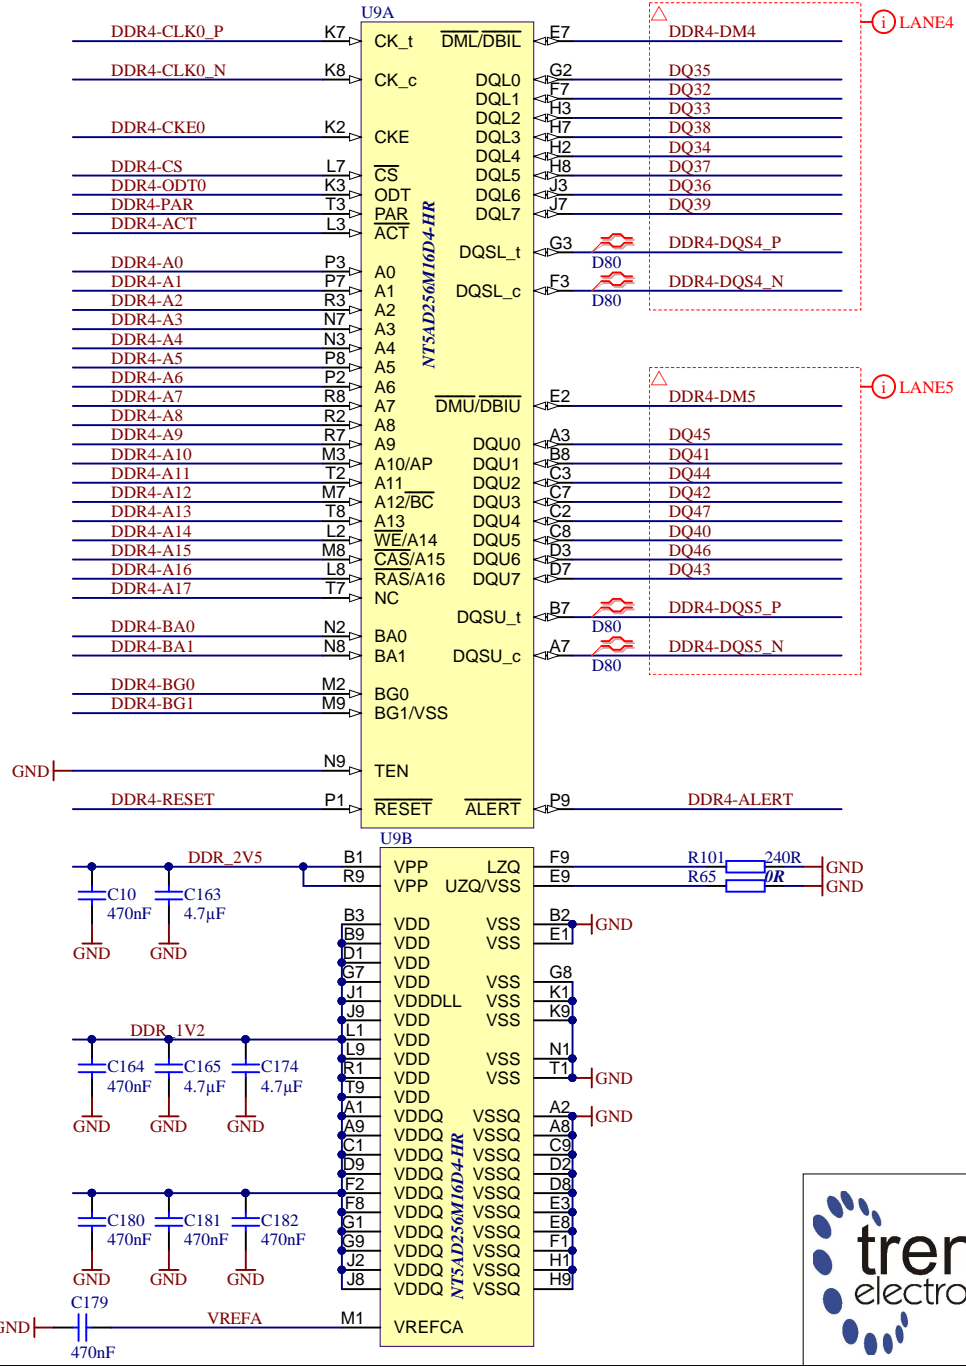 U9A
DDR4-CLK0_P K7 CK_t DML/DBIL E7 DDR4-DM4
LANE4
DDR4-CLK0_N K8 CK_c DQL0 G2 DQ35
DQL1 F7 DQ32
DQL2 H3 DQ33
DDR4-CKE0 K2 CKE DQL3 H7 DQ38
DQL4 H2 DQ34
DDR4-CS L7 CS DQL5 H8 DQ37
DDR4-ODT0 K3 ODT DQL6 J3 DQ36
DDR4-PAR T3 PAR DQL7 J7 DQ39
DDR4-ACT L3 ACT
DQSL_t G3 D80 DDR4-DQS4_P
DDR4-A0 P3 A0
DDR4-A1 P7 A1 DQSL_c F3 D80 DDR4-DQS4_N
DDR4-A2 R3 A2
DDR4-A3 N7 A3
DDR4-A4 N3 A4
DDR4-A5 P8 A5
DDR4-A6 P2 A6
NT5AD256M16D4-HR
DDR4-A7 R8 A7 DMU/DBIU E2 DDR4-DM5
LANE5
DDR4-A8 R2 A8
DDR4-A9 R7 A9 DQU0 A3 DQ45
DDR4-A10 M3 A10/AP DQU1 B8 DQ41
DDR4-A11 T2 A11 DQU2 C3 DQ44
DDR4-A12 M7 A12/BC DQU3 C7 DQ42
DDR4-A13 T8 A13 DQU4 C2 DQ47
DDR4-A14 L2 WE/A14 DQU5 C8 DQ40
DDR4-A15 M8 CAS/A15 DQU6 D3 DQ46
DDR4-A16 L8 RAS/A16 DQU7 D7 DQ43
DDR4-A17 T7 NC
DQSU_t B7 D80 DDR4-DQS5_P
DDR4-BA0 N2 BA0
DDR4-BA1 N8 BA1 DQSU_c A7 D80 DDR4-DQS5_N
DDR4-BG0 M2 BG0
DDR4-BG1 M9 BG1/VSS
GND N9 TEN
DDR4-RESET P1 RESET ALERT P9 DDR4-ALERT
U9B
DDR_2V5 B1 VPP LZQ F9 R101 240R GND
R9 VPP UZQ/VSS E9 R65 0R GND
C10 470nF GND
C163 4.7µF GND
B3 VDD VSS B2 GND
B9 VDD VSS E1
D1 VDD
G7 VDD VSS G8
J1 VDDDLL VSS K1
J9 VDD VSS K9
DDR_1V2 L1 VDD
L9 VDD VSS N1
R1 VDD VSS T1 GND
T9 VDD
C164 470nF GND
C165 4.7µF GND
C174 4.7µF GND
A1 VDDQ VSSQ A2 GND
A9 VDDQ VSSQ A8
C1 VDDQ VSSQ C9
D9 VDDQ VSSQ D2
F2 VDDQ VSSQ D8
F8 VDDQ VSSQ E3
G1 VDDQ VSSQ E8
G9 VDDQ VSSQ F1
J2 VDDQ VSSQ H1
J8 VDDQ VSSQ H9
NT5AD256M16D4-HR
C180 470nF GND
C181 470nF GND
C182 470nF GND
GND C179 470nF VREFA M1 VREFCA
tren
electro